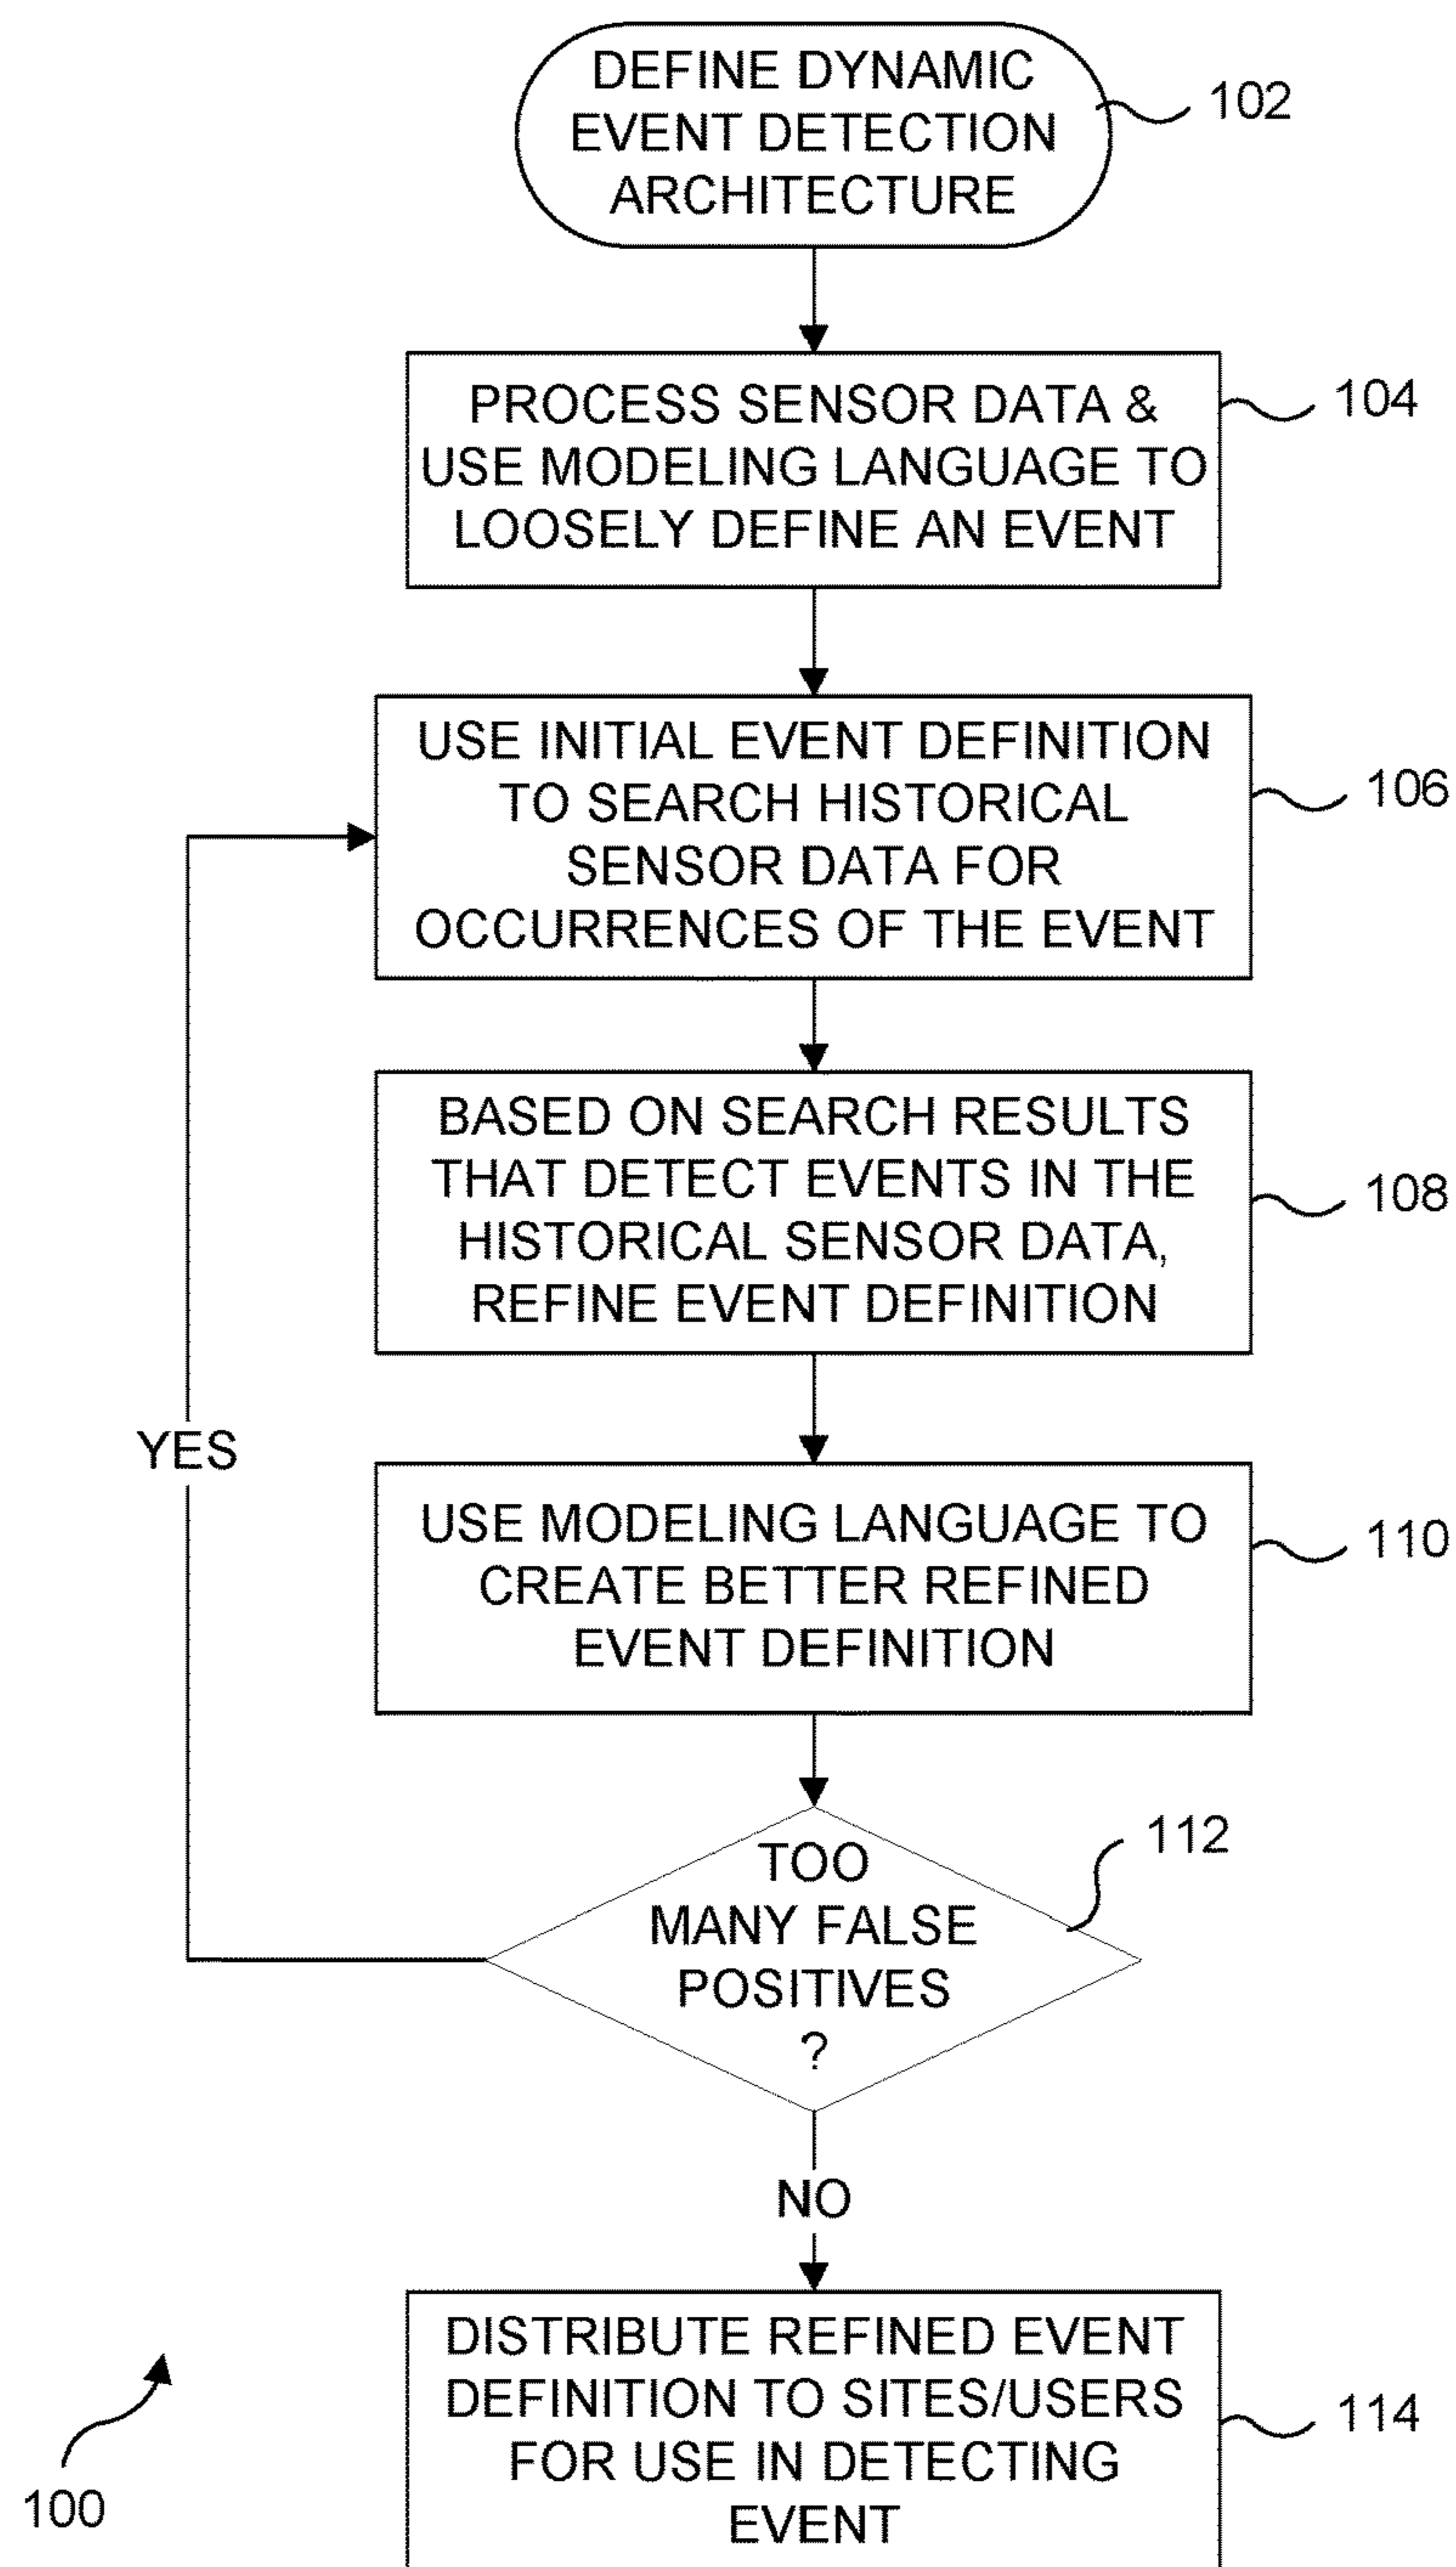 DEFINE DYNAMIC
EVENT DETECTION
ARCHITECTURE
102
PROCESS SENSOR DATA &
USE MODELING LANGUAGE TO
LOOSELY DEFINE AN EVENT
104
USE INITIAL EVENT DEFINITION
TO SEARCH HISTORICAL
SENSOR DATA FOR
OCCURRENCES OF THE EVENT
106
BASED ON SEARCH RESULTS
THAT DETECT EVENTS IN THE
HISTORICAL SENSOR DATA,
REFINE EVENT DEFINITION
108
YES
USE MODELING LANGUAGE TO
CREATE BETTER REFINED
EVENT DEFINITION
110
TOO
MANY FALSE
POSITIVES
?
112
NO
DISTRIBUTE REFINED EVENT
DEFINITION TO SITES/USERS
FOR USE IN DETECTING
EVENT
114
100